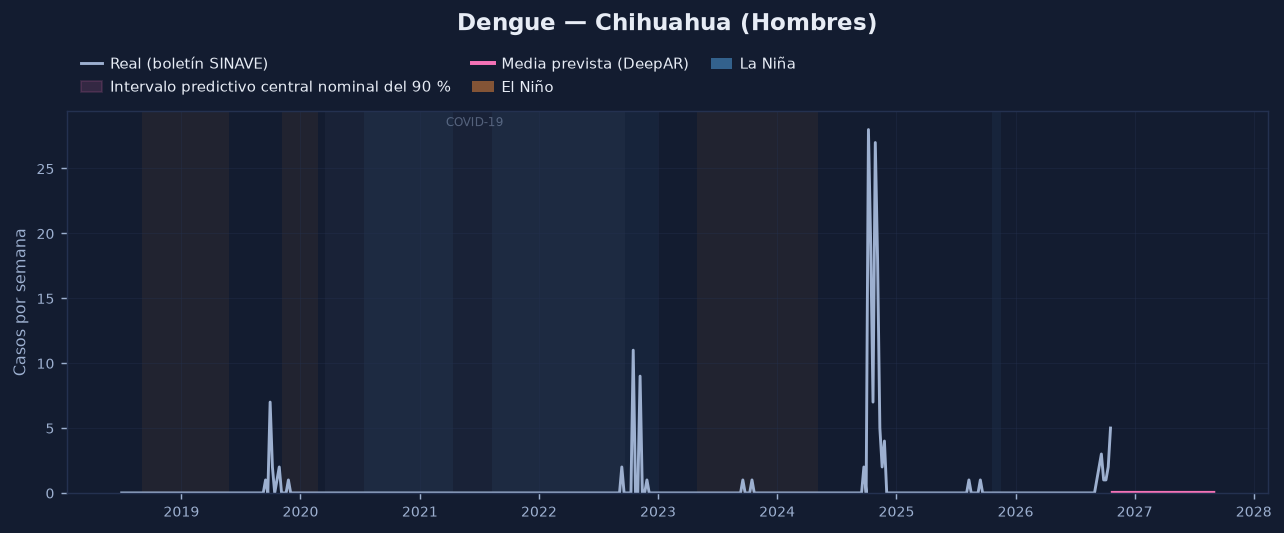 Dengue — Chihuahua (Hombres)
Real (boletín SINAVE)
Intervalo predictivo central nominal del 90 %
Media prevista (DeepAR)
El Niño
La Niña
COVID-19
Casos por semana
25
20
15
10
5
0
2019 2020 2021 2022 2023 2024 2025 2026 2027 2028